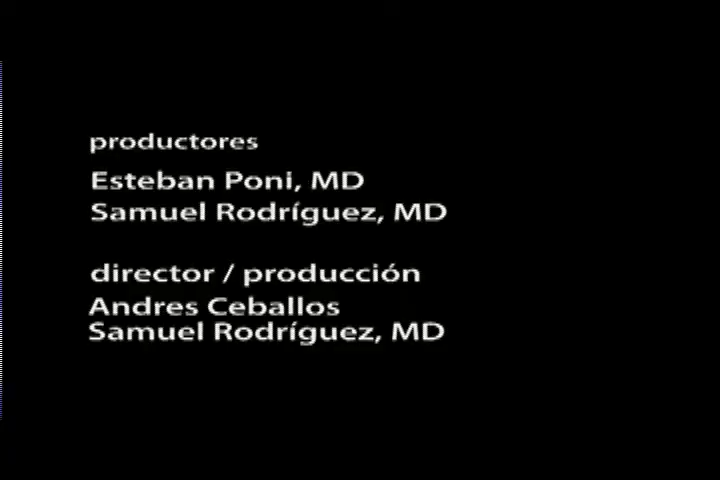 productores
Esteban Poni, MD
Samuel Rodríguez, MD
director / producción
Andres Ceballos
Samuel Rodríguez, MD